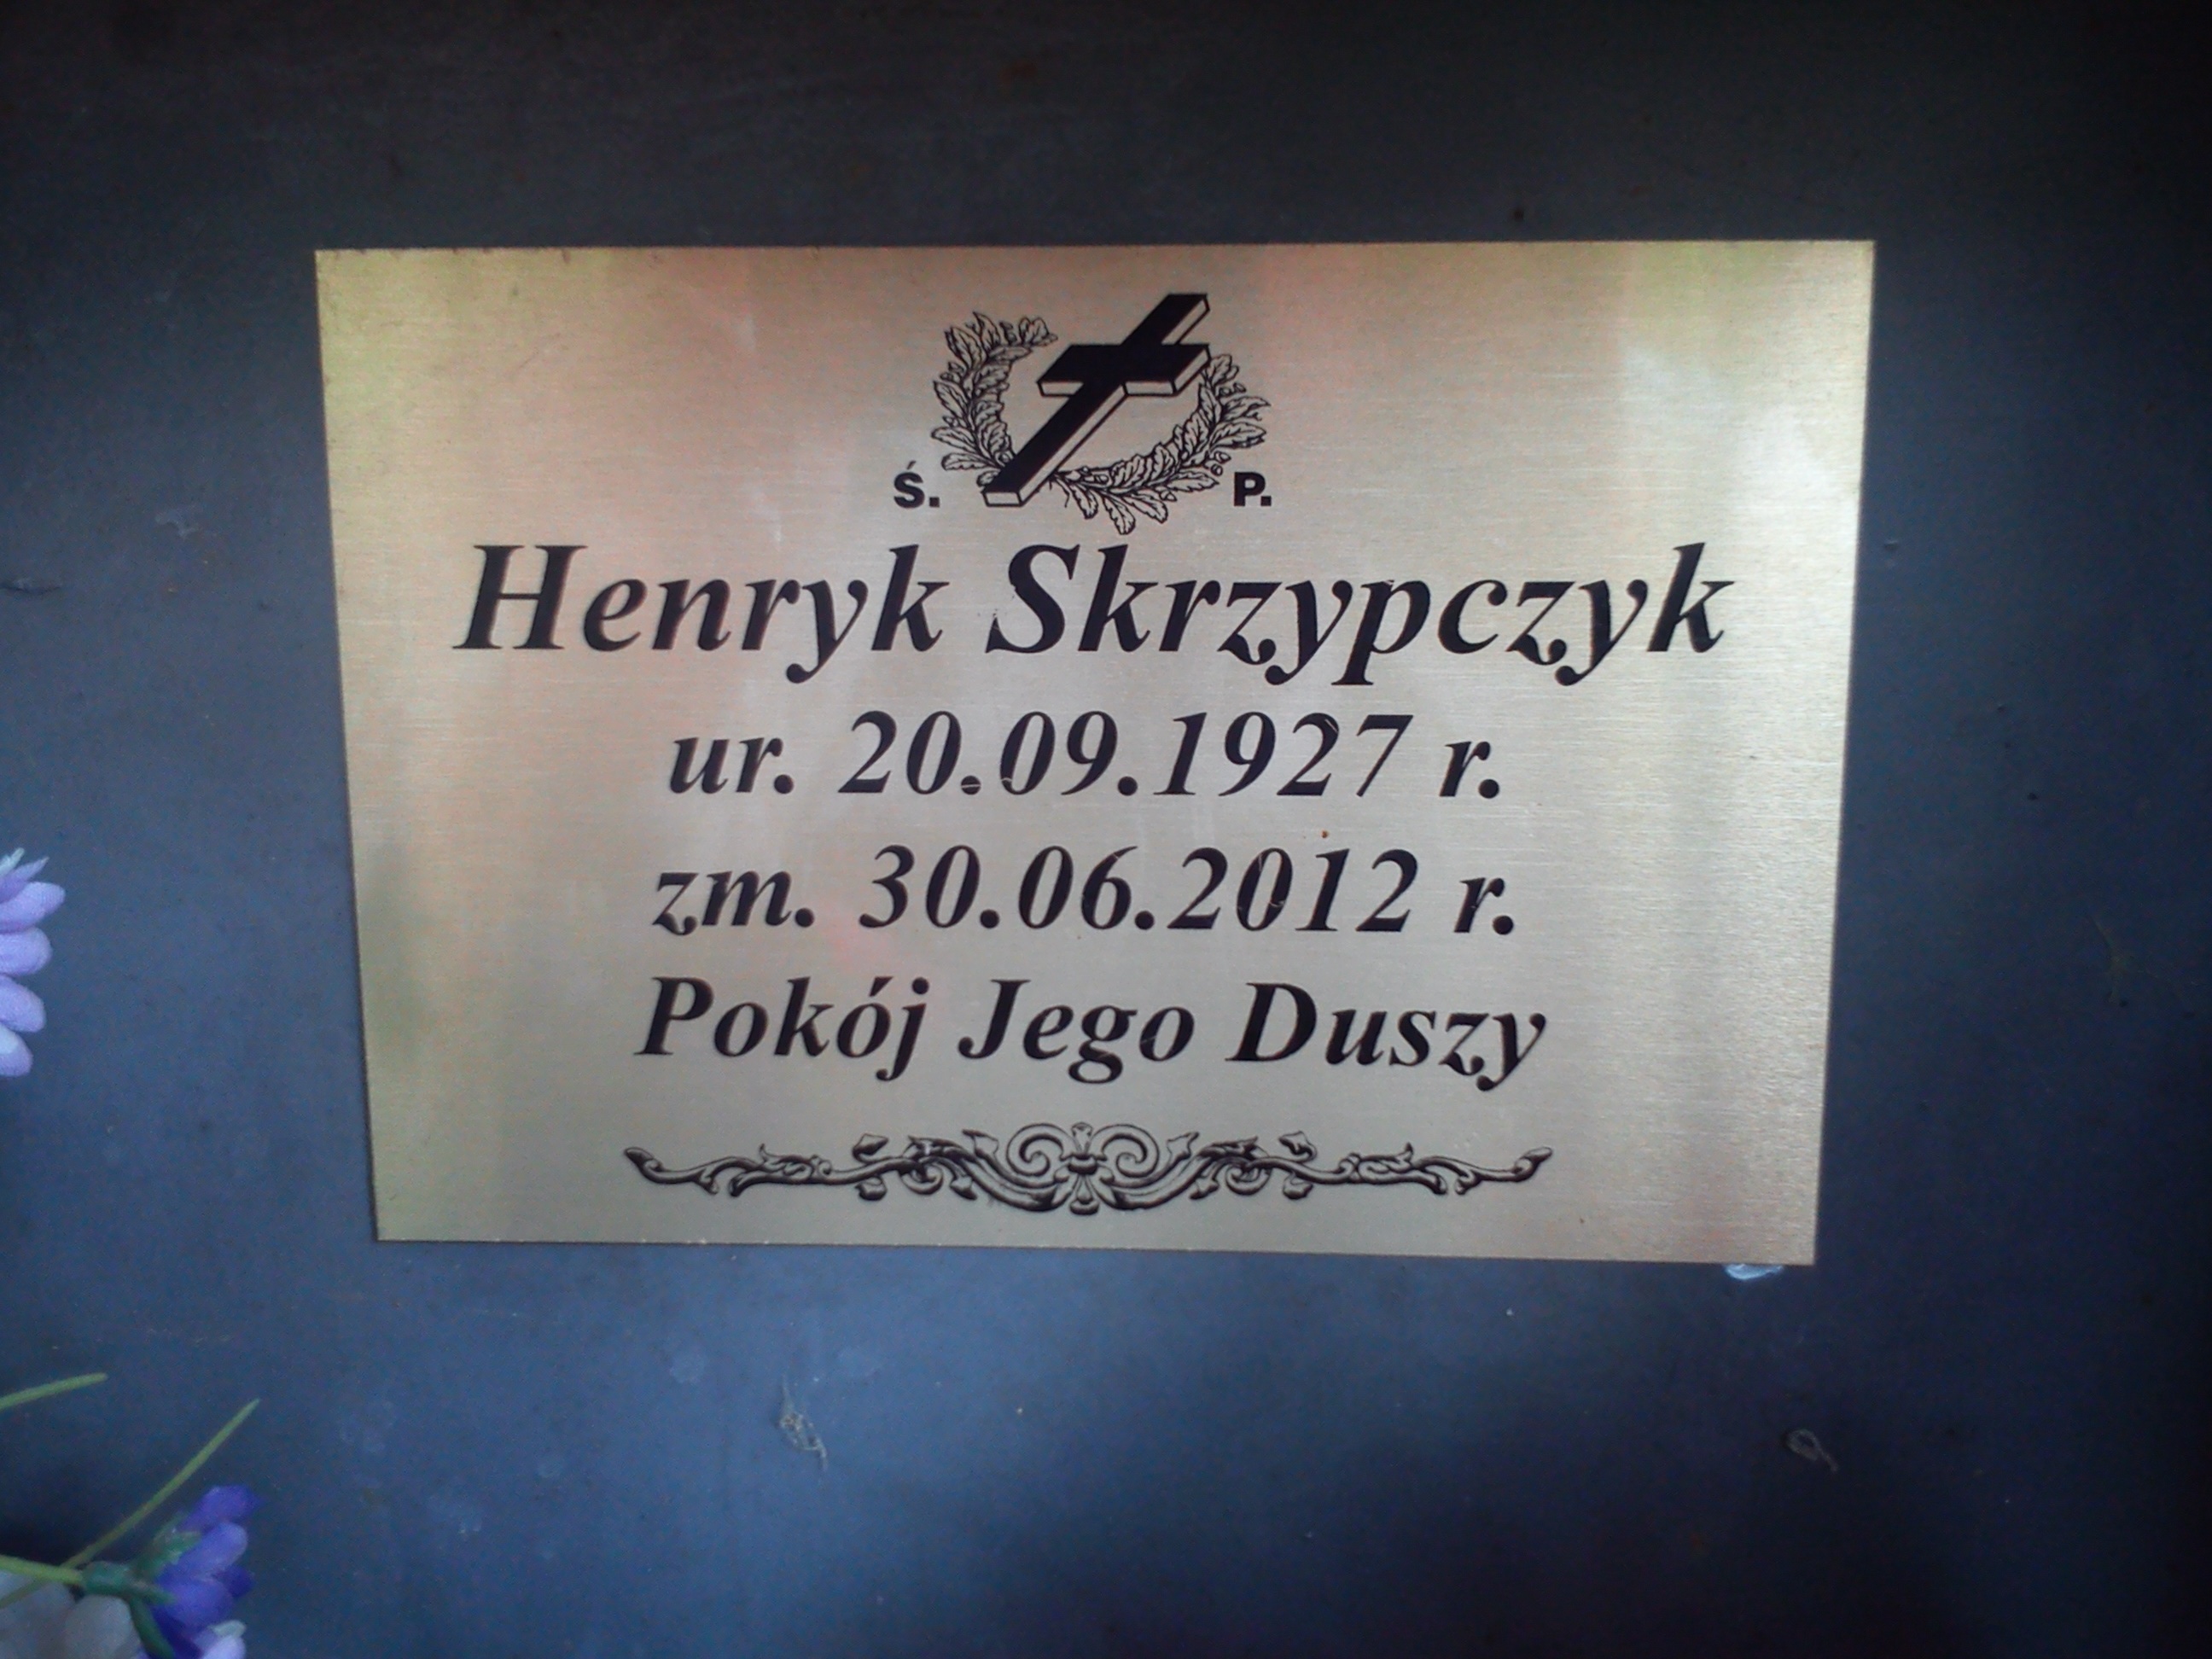 Ś. P.
Henryk Skrzypczyk
ur. 20.09.1927 r.
zm. 30.06.2012 r.
Pokój Jego Duszy